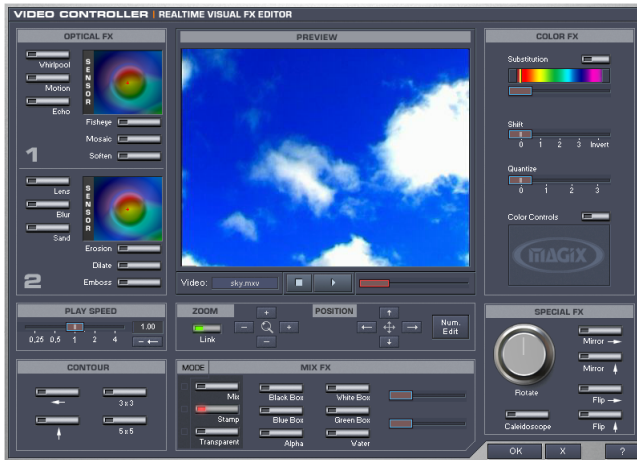 VIDEO CONTROLLER | REALTIME VISUAL FX EDITOR
OPTICAL FX
Whirlpool
Motion
Echo
SENSOR
Fisheye
Mosaic
Soften
1
Lens
Blur
Sand
SENSOR
Erosion
Dilate
Emboss
2
PREVIEW
Video: sky.mxv
COLOR FX
Substitution
Shift
0 1 2 3 Invert
Quantize
0 1 2 3
Color Controls
MAGIX
PLAY SPEED
1.00
0,25 0,5 1 2 4
ZOOM
Link
POSITION
Num. Edit
SPECIAL FX
Rotate
Mirror
Mirror
Flip
Flip
Caleidoscope
CONTOUR
3x3
5x5
MODE
Mix
Stamp
Transparent
MIX FX
Black Box
White Box
Blue Box
Green Box
Alpha
Water
OK X ?